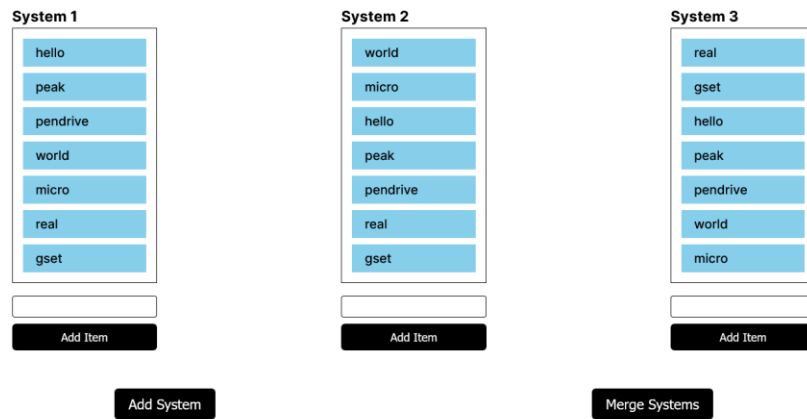 System 1
hello
peak
pendrive
world
micro
real
gset
Add Item
System 2
world
micro
hello
peak
pendrive
real
gset
Add Item
System 3
real
gset
hello
peak
pendrive
world
micro
Add Item
Add System
Merge Systems